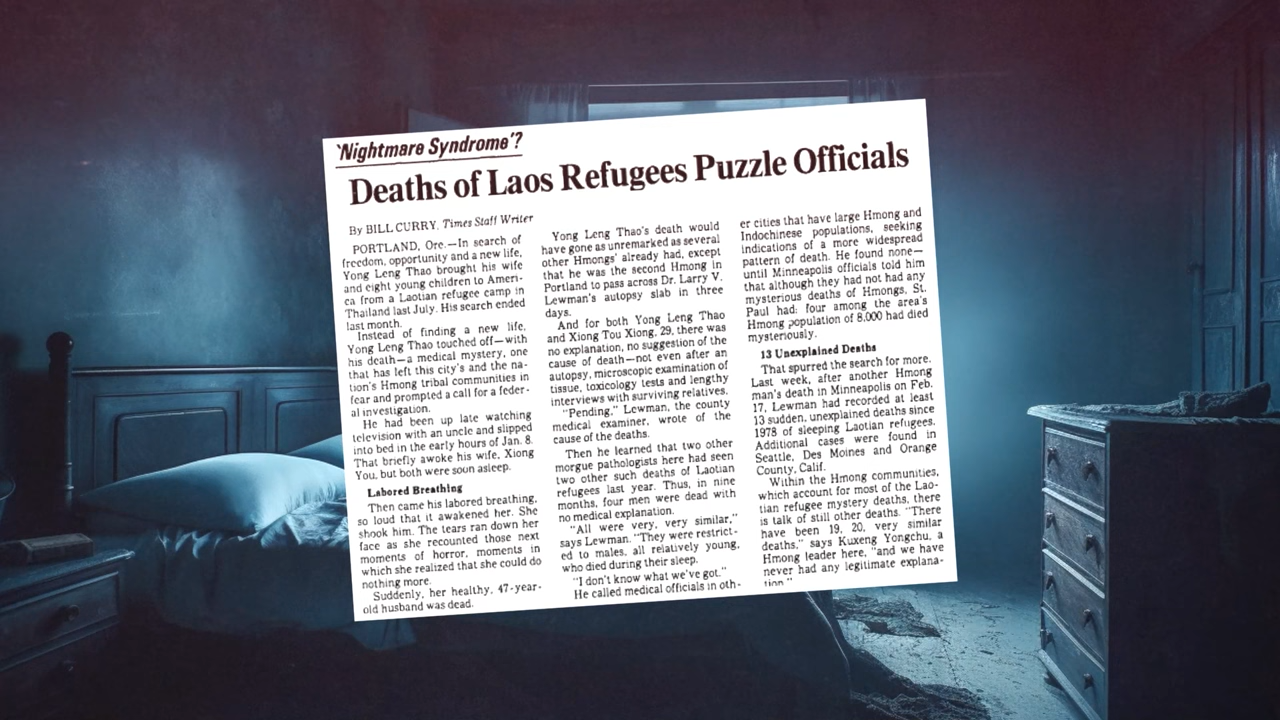 'Nightmare Syndrome'?
Deaths of Laos Refugees Puzzle Officials
By BILL CURRY, Times Staff Writer
PORTLAND, Ore.—In search of
freedom, opportunity and a new life,
Yong Leng Thao brought his wife
and eight young children to Ameri-
ca from a Laotian refugee camp in
Thailand last July. His search ended
last month.
Instead of finding a new life,
Yong Leng Thao touched off—with
his death—a medical mystery, one
that has left this city's and the na-
tion's Hmong tribal communities in
fear and prompted a call for a feder-
al investigation.
He had been up late watching
television with an uncle and slipped
into bed in the early hours of Jan. 8.
That briefly awoke his wife, Xiong
You, but both were soon asleep.
Labored Breathing
Then came his labored breathing,
so loud that it awakened her. She
shook him. The tears ran down her
face as she recounted those next
moments of horror, moments in
which she realized that she could do
nothing more.
Suddenly, her healthy, 47-year-
old husband was dead.
Yong Leng Thao's death would
have gone as unremarked as several
other Hmongs' already had, except
that he was the second Hmong in
Portland to pass across Dr. Larry V.
Lewman's autopsy slab in three
days.
And for both Yong Leng Thao
and Xiong Tou Xiong, 29, there was
no explanation, no suggestion of the
cause of death—not even after an
autopsy, microscopic examination of
tissue, toxicology tests and lengthy
interviews with surviving relatives.
"Pending," Lewman, the county
medical examiner, wrote of the
cause of the deaths.
Then he learned that two other
morgue pathologists here had seen
two other such deaths of Laotian
refugees last year. Thus, in nine
months, four men were dead with
no medical explanation.
"All were very, very similar,"
says Lewman. "They were restrict-
ed to males, all relatively young,
who died during their sleep.
"I don't know what we've got."
He called medical officials in oth-
er cities that have large Hmong and
Indochinese populations, seeking
indications of a more widespread
pattern of death. He found none—
until Minneapolis officials told him
that although they had not had any
mysterious deaths of Hmongs, St.
Paul had: four among the area's
Hmong population of 8,000 had died
mysteriously.
13 Unexplained Deaths
That spurred the search for more.
Last week, after another Hmong
man's death in Minneapolis on Feb.
17, Lewman had recorded at least
13 sudden, unexplained deaths since
1978 of sleeping Laotian refugees.
Additional cases were found in
Seattle, Des Moines and Orange
County, Calif.
Within the Hmong communities,
which account for most of the Lao-
tian refugee mystery deaths, there
is talk of still other deaths. "There
have been 19, 20, very similar
deaths," says Kuxeng Yongchu, a
Hmong leader here, "and we have
never had any legitimate explana-
tion."